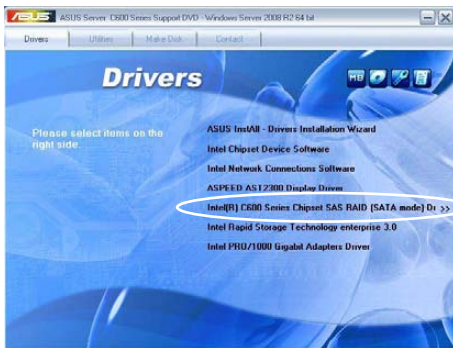 ASUS ASUS Server C600 Series Support DVD - Windows Server 2008 R2 64 bit
Drivers Utilities Make Disk Contact
Drivers
Please select items on the
right side.
ASUS InstAll - Drivers Installation Wizard
Intel Chipset Device Software
Intel Network Connections Software
ASPEED AST2300 Display Driver
Intel(R) C600 Series Chipset SAS RAID (SATA mode) Dr >>
Intel Rapid Storage Technology enterprise 3.0
Intel PRO/1000 Gigabit Adapters Driver